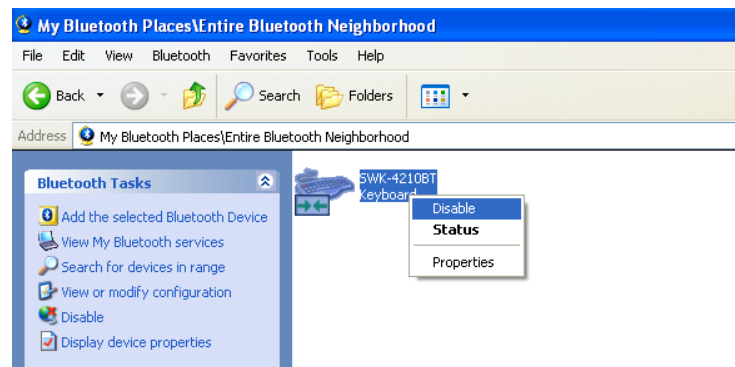 My Bluetooth Places\Entire Bluetooth Neighborhood
File Edit View Bluetooth Favorites Tools Help
Back Search Folders
Address My Bluetooth Places\Entire Bluetooth Neighborhood
Bluetooth Tasks
Add the selected Bluetooth Device
View My Bluetooth services
Search for devices in range
View or modify configuration
Disable
Display device properties
SWK-4210BT
Keyboard
Disable
Status
Properties